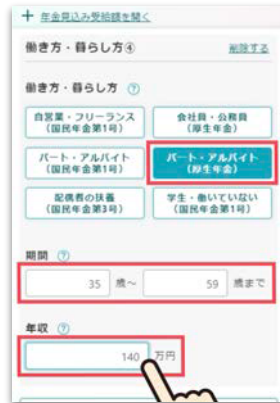 + 年金見込み受給額を開く
働き方・暮らし方④ 削除する
働き方・暮らし方 ?
自営業・フリーランス
(国民年金第1号)
会社員・公務員
(厚生年金)
パート・アルバイト
(国民年金第1号)
パート・アルバイト
(厚生年金)
配偶者の扶養
(国民年金第3号)
学生・働いていない
(国民年金第1号)
期間 ?
35 歳～ 59 歳まで
年収 ?
140 万円